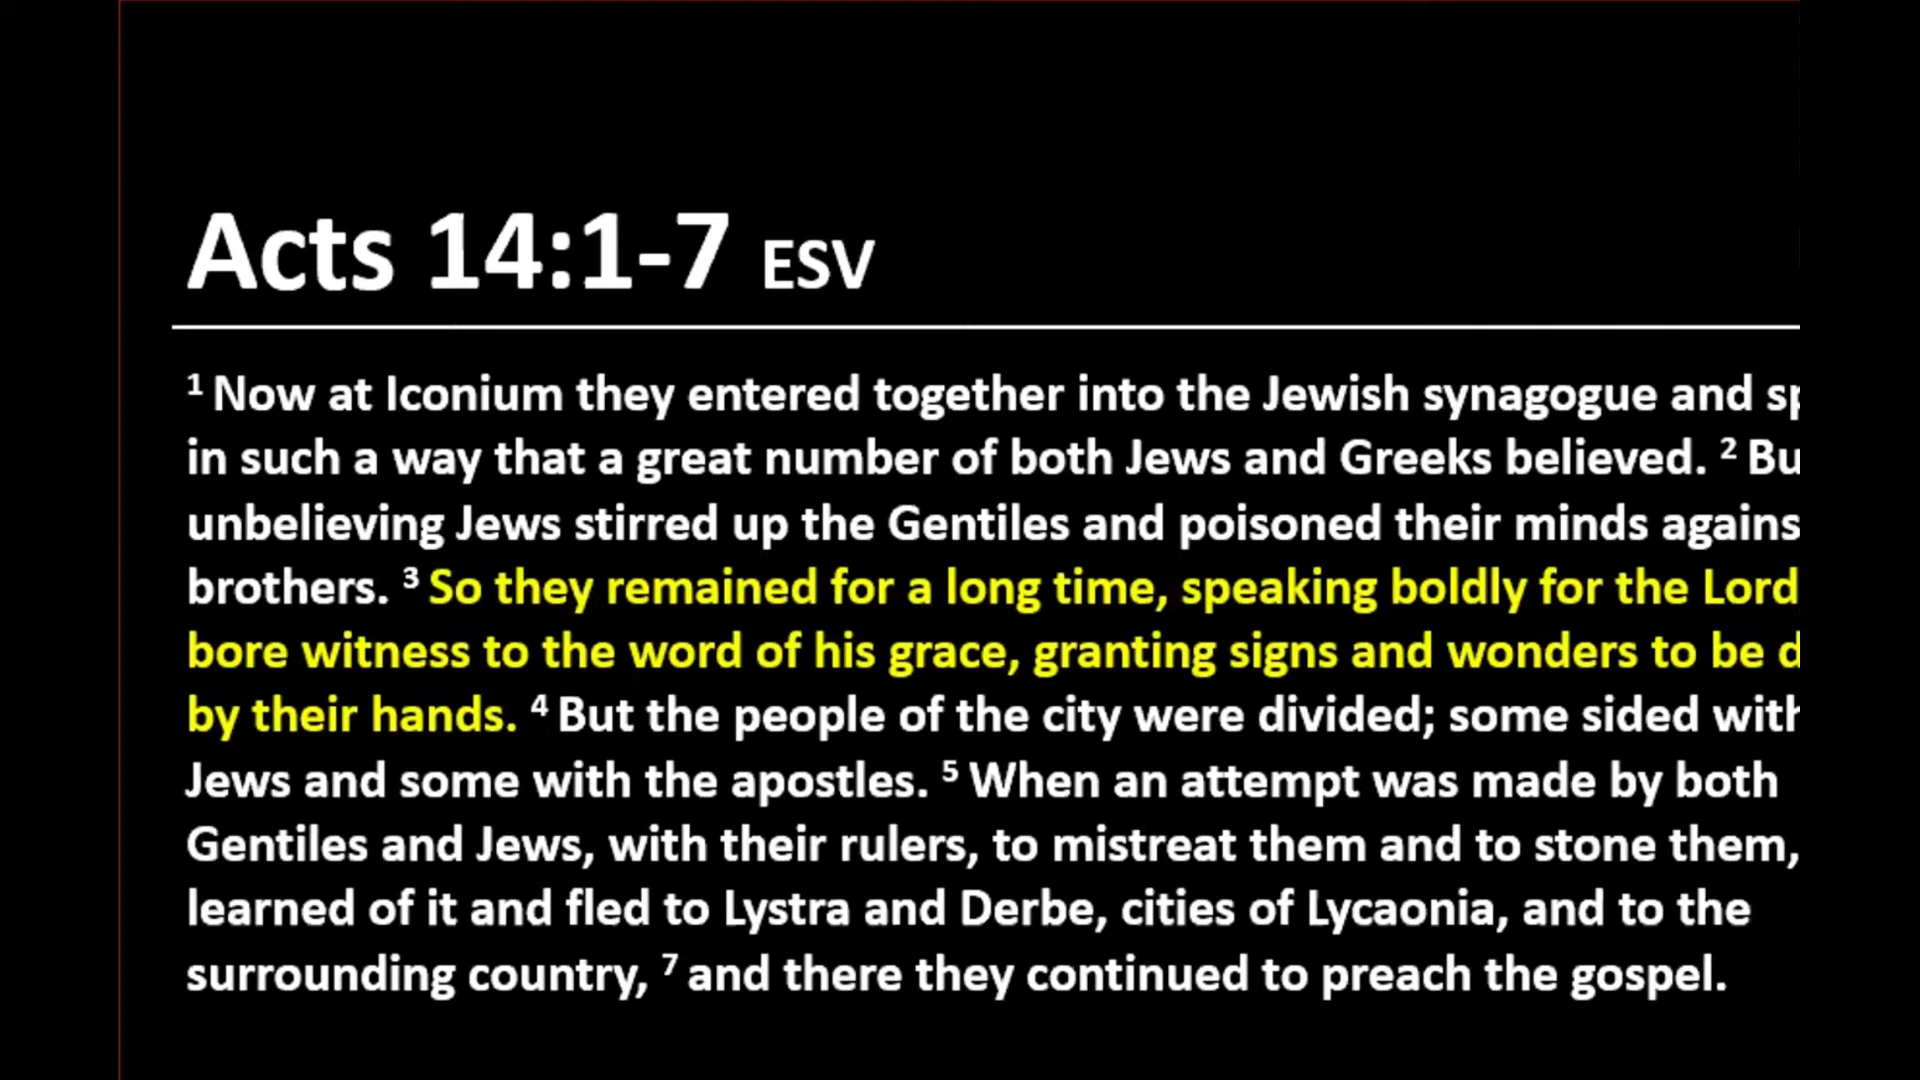 Acts 14:1-7 ESV
1 Now at Iconium they entered together into the Jewish synagogue and
in such a way that a great number of both Jews and Greeks believed. 2
unbelieving Jews stirred up the Gentiles and poisoned their minds
brothers. 3 So they remained for a long time, speaking boldly for the Lord
bore witness to the word of his grace, granting signs and wonders to be
by their hands. 4 But the people of the city were divided; some sided
Jews and some with the apostles. 5 When an attempt was made by both
Gentiles and Jews, with their rulers, to mistreat them and to stone them,
learned of it and fled to Lystra and Derbe, cities of Lycaonia, and to the
surrounding country, 7 and there they continued to preach the gospel.